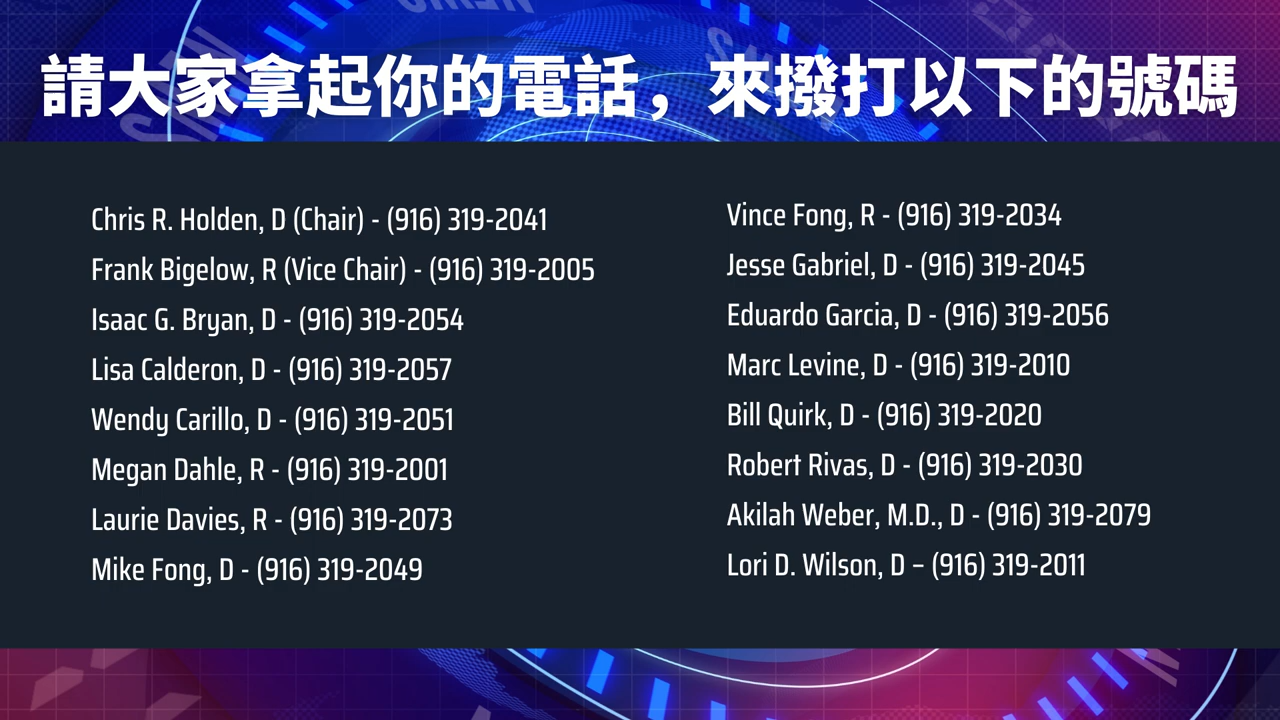 請大家拿起你的電話，來撥打以下的號碼
Chris R. Holden, D (Chair) - (916) 319-2041
Frank Bigelow, R (Vice Chair) - (916) 319-2005
Isaac G. Bryan, D - (916) 319-2054
Lisa Calderon, D - (916) 319-2057
Wendy Carillo, D - (916) 319-2051
Megan Dahle, R - (916) 319-2001
Laurie Davies, R - (916) 319-2073
Mike Fong, D - (916) 319-2049
Vince Fong, R - (916) 319-2034
Jesse Gabriel, D - (916) 319-2045
Eduardo Garcia, D - (916) 319-2056
Marc Levine, D - (916) 319-2010
Bill Quirk, D - (916) 319-2020
Robert Rivas, D - (916) 319-2030
Akilah Weber, M.D., D - (916) 319-2079
Lori D. Wilson, D – (916) 319-2011